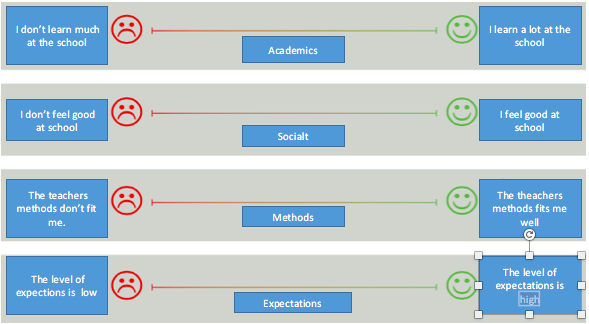 I don't learn much
at the school
Academics
I learn a lot at the
school
I don't feel good
at school
Socialt
I feel good at
school
The teachers
methods don't fit
me.
Methods
The theachers
methods fits me
well
The level of
expections is low
Expectations
The level of
expectations is
high